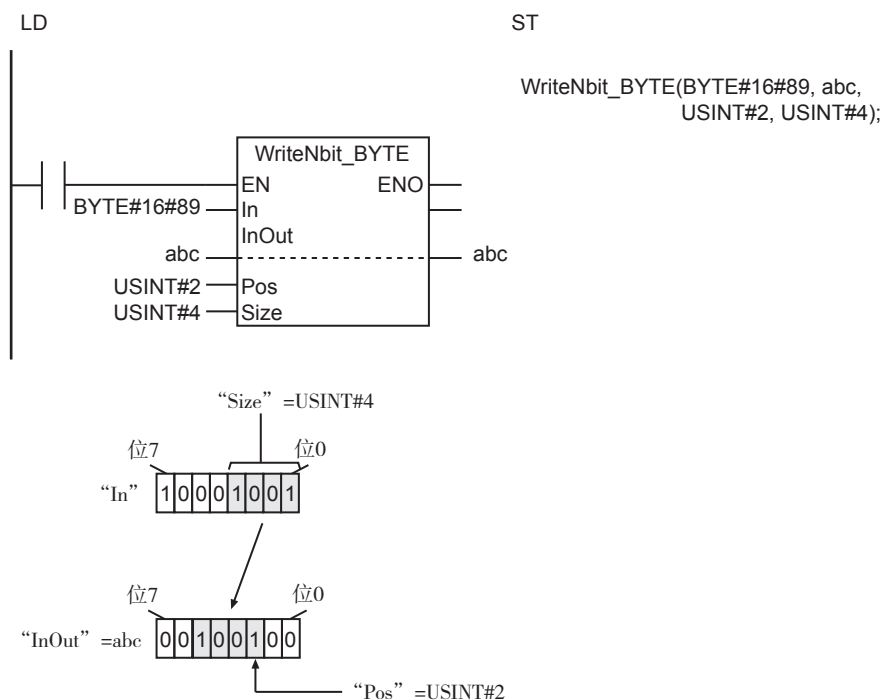 LD
ST
WriteNbit_BYTE(BYTE#16#89, abc,
USINT#2, USINT#4);
WriteNbit_BYTE
EN ENO
BYTE#16#89 In
InOut
abc abc
USINT#2 Pos
USINT#4 Size
“Size” =USINT#4
位7 位0
“In” 1 0 0 0 1 0 0 1
位7 位0
“InOut” =abc 0 0 1 0 0 1 0 0
“Pos” =USINT#2